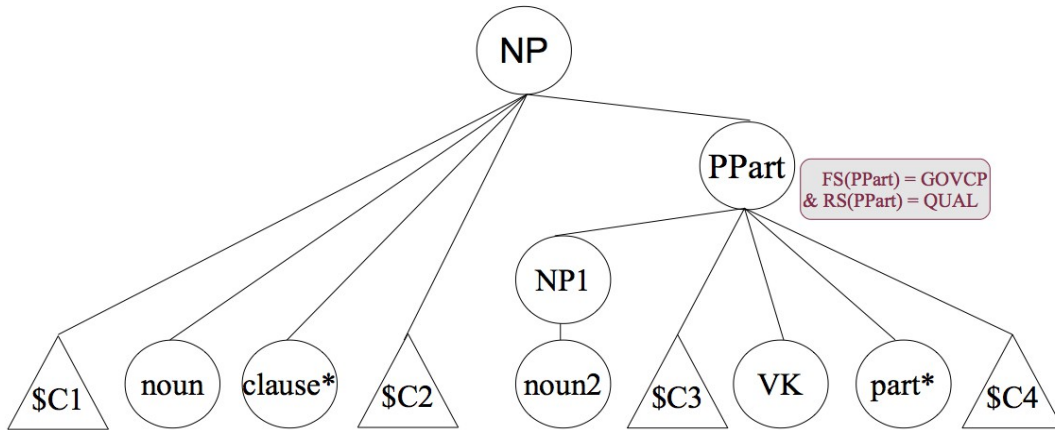 NP
PPart
FS(PPart) = GOVCP
& RS(PPart) = QUAL
NP1
$C1
noun
clause*
$C2
noun2
$C3
VK
part*
$C4